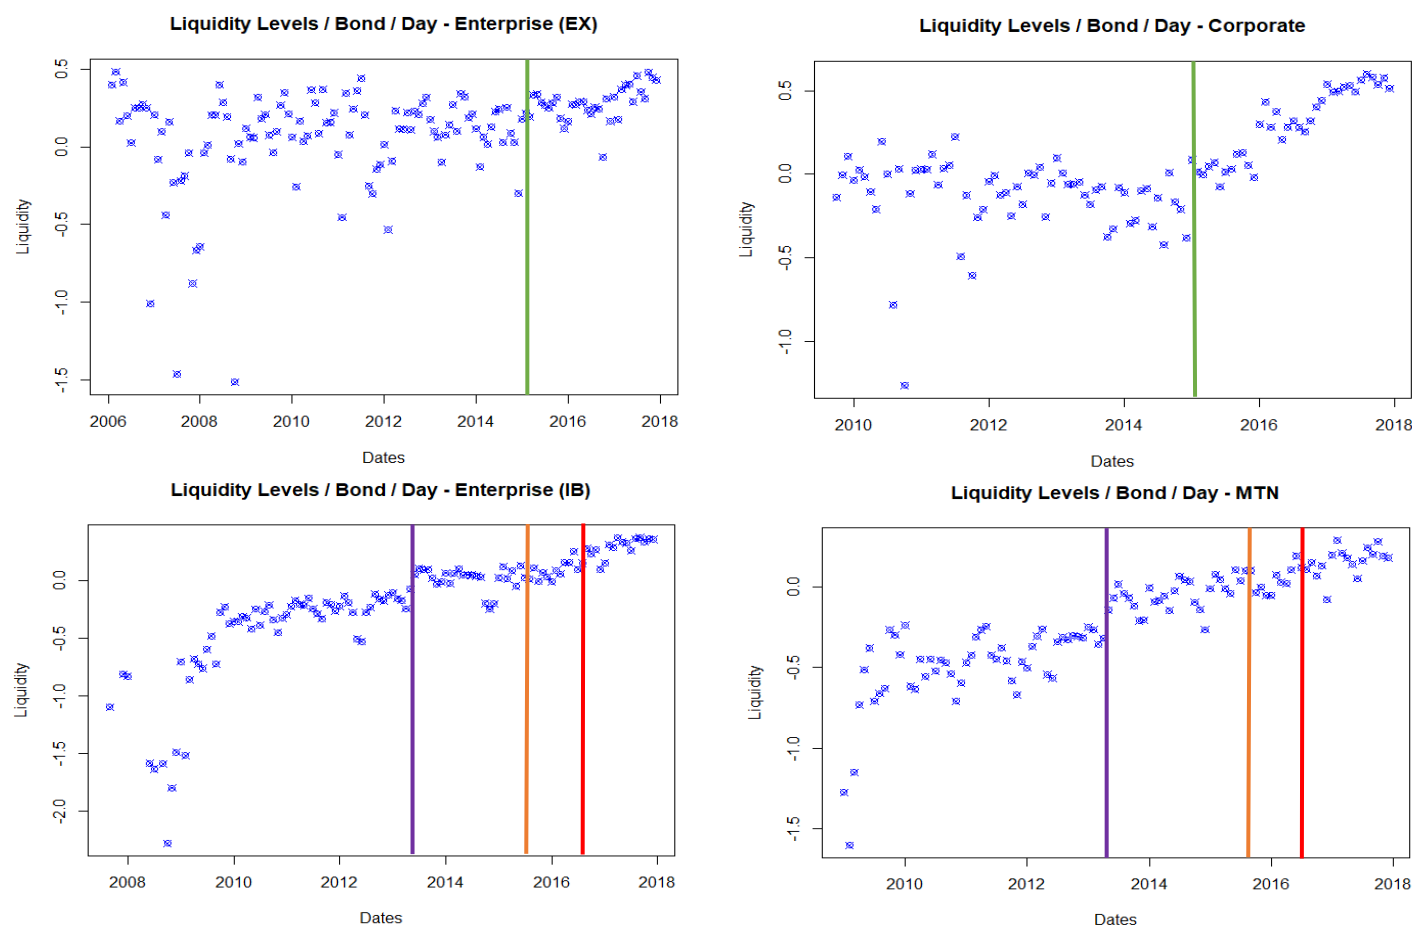 Liquidity Levels / Bond / Day - Enterprise (EX)
Liquidity
0.5
0.0
-0.5
-1.0
-1.5
2006 2008 2010 2012 2014 2016 2018
Dates
Liquidity Levels / Bond / Day - Corporate
Liquidity
0.5
0.0
-0.5
-1.0
2010 2012 2014 2016 2018
Dates
Liquidity Levels / Bond / Day - Enterprise (IB)
Liquidity
0.0
-0.5
-1.0
-1.5
-2.0
2008 2010 2012 2014 2016 2018
Dates
Liquidity Levels / Bond / Day - MTN
Liquidity
0.0
-0.5
-1.0
-1.5
2010 2012 2014 2016 2018
Dates